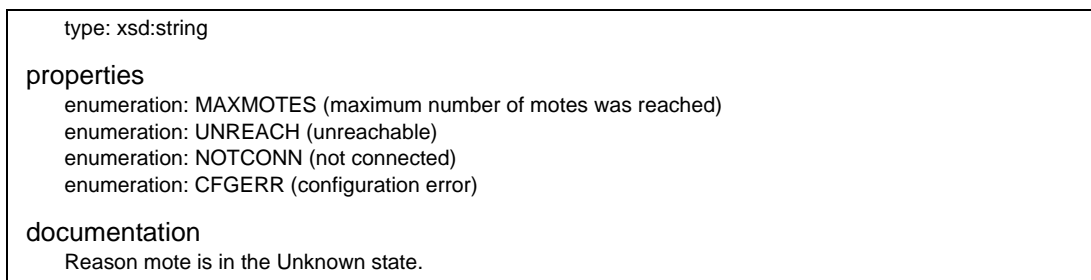 type: xsd:string
properties
enumeration: MAXMOTES (maximum number of motes was reached)
enumeration: UNREACH (unreachable)
enumeration: NOTCONN (not connected)
enumeration: CFGERR (configuration error)
documentation
Reason mote is in the Unknown state.